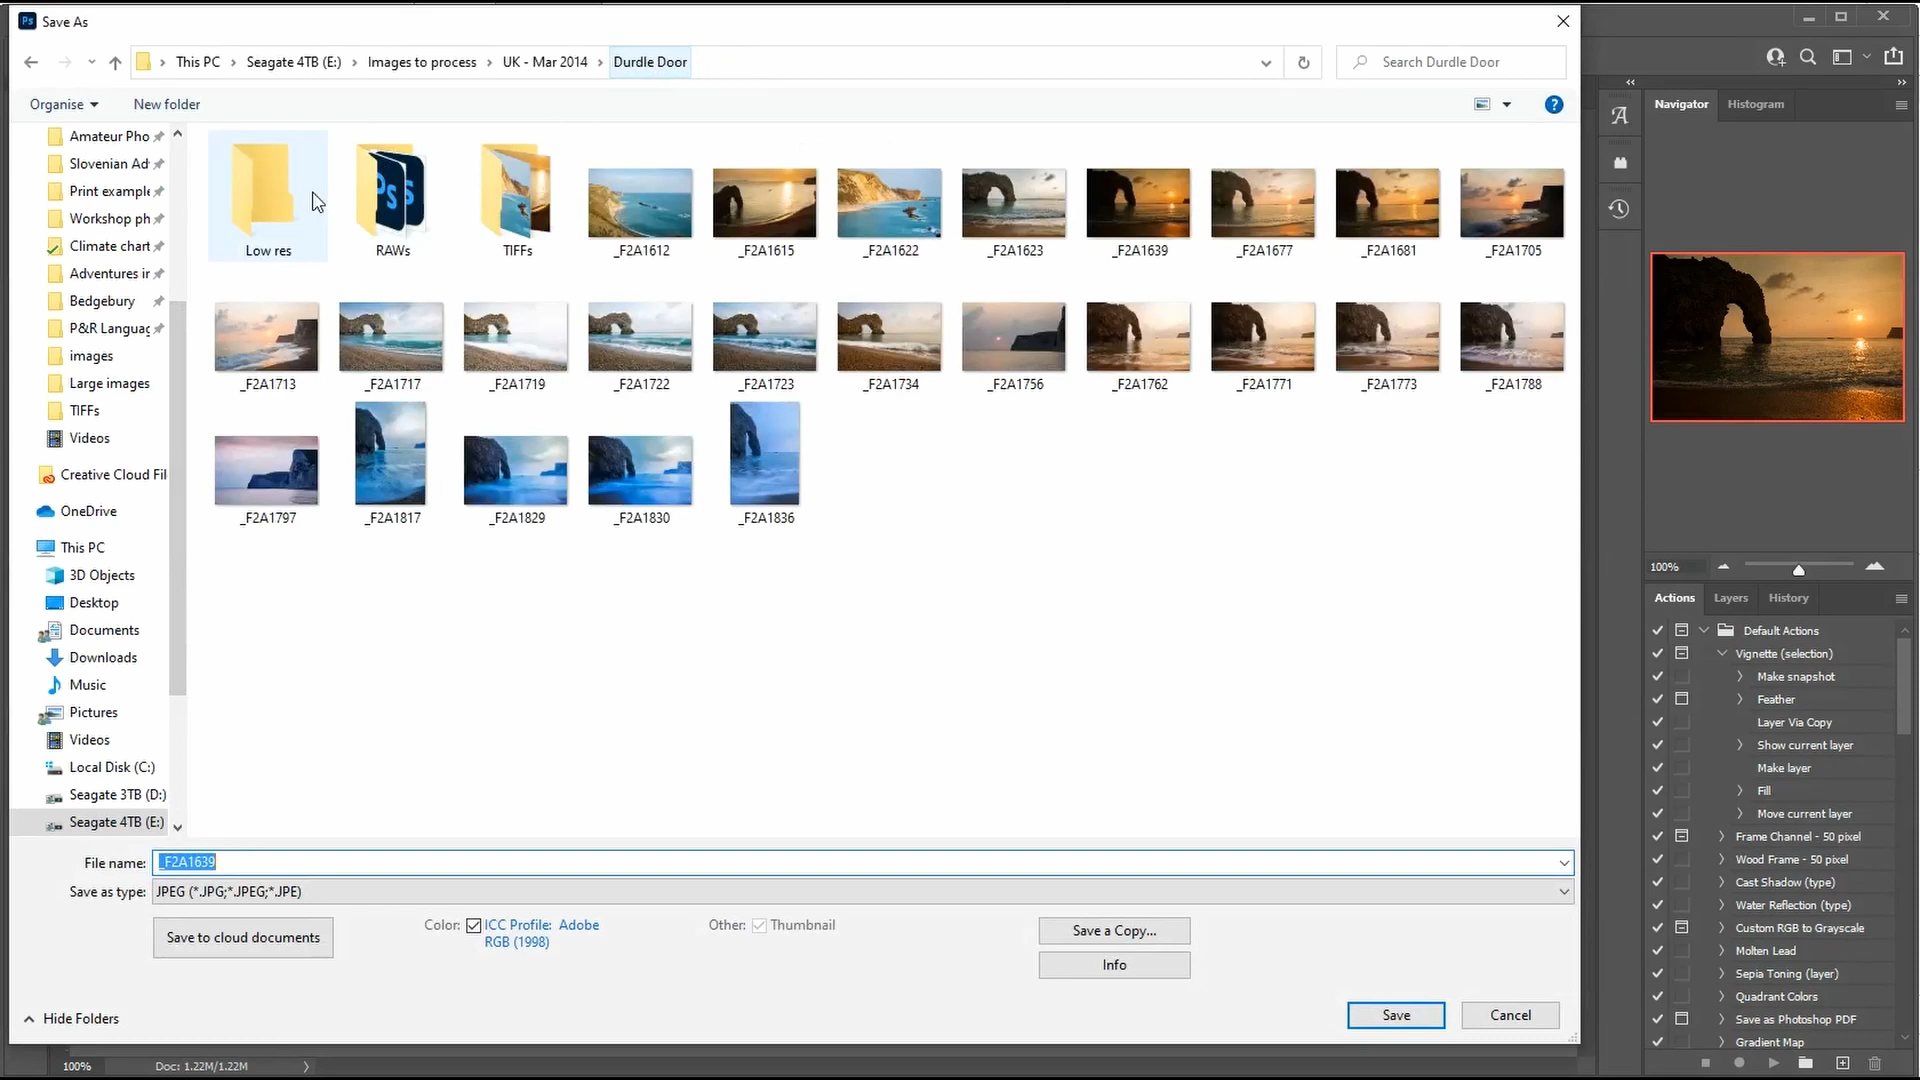 Ps Save As
This PC > Seagate 4TB (E:) > Images to process > UK - Mar 2014 > Durdle Door
Search Durdle Door
Organise
New folder
?
Amateur Pho
Slovenian Ad
Print example
Workshop ph
Climate chart
Adventures ir
Bedgebury
P&R Languag
images
Large images
TIFFs
Videos
Creative Cloud Fil
OneDrive
This PC
3D Objects
Desktop
Documents
Downloads
Music
Pictures
Videos
Local Disk (C:)
Seagate 3TB (D:)
Seagate 4TB (E:)
Ps S
Low res
RAWs
TIFFs
_F2A1612
_F2A1615
_F2A1622
_F2A1623
_F2A1639
_F2A1677
_F2A1681
_F2A1705
_F2A1713
_F2A1717
_F2A1719
_F2A1722
_F2A1723
_F2A1734
_F2A1756
_F2A1762
_F2A1771
_F2A1773
_F2A1788
_F2A1797
_F2A1817
_F2A1829
_F2A1830
_F2A1836
File name: _F2A1639
Save as type: JPEG (*.JPG;*.JPEG;*.JPE)
Save to cloud documents
Color: ICC Profile: Adobe
RGB (1998)
Other: Thumbnail
Save a Copy...
Info
Hide Folders
Save
Cancel
100%
Doc: 1.22M/1.22M
A
Navigator
Histogram
100%
Actions
Layers
History
Default Actions
Vignette (selection)
Make snapshot
Feather
Layer Via Copy
Show current layer
Make layer
Fill
Move current layer
Frame Channel - 50 pixel
Wood Frame - 50 pixel
Cast Shadow (type)
Water Reflection (type)
Custom RGB to Grayscale
Molten Lead
Sepia Toning (layer)
Quadrant Colors
Save as Photoshop PDF
Gradient Map